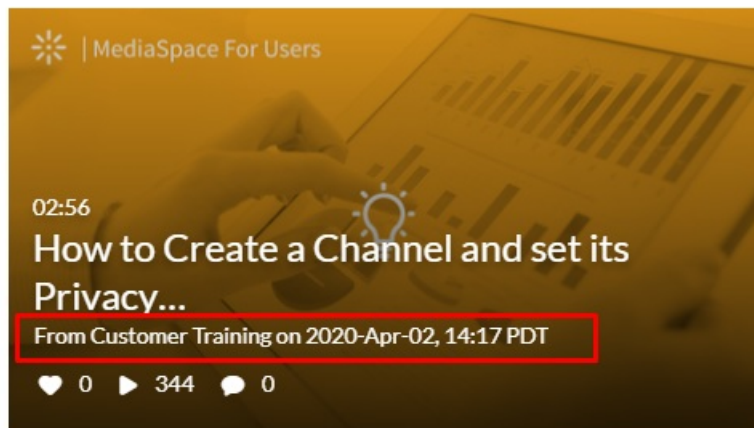 | MediaSpace For Users
02:56
How to Create a Channel and set its
Privacy...
From Customer Training on 2020-Apr-02, 14:17 PDT
0 344 0